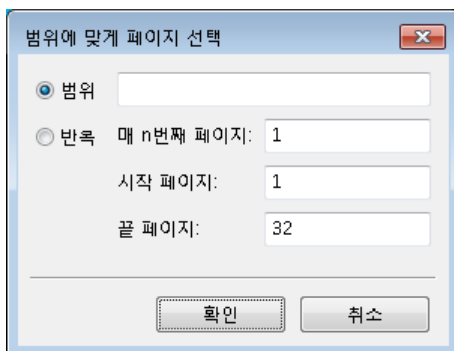 범위에 맞게 페이지 선택
범위
반록 매 n번째 페이지: 1
시작 페이지: 1
끝 페이지: 32
확인 취소